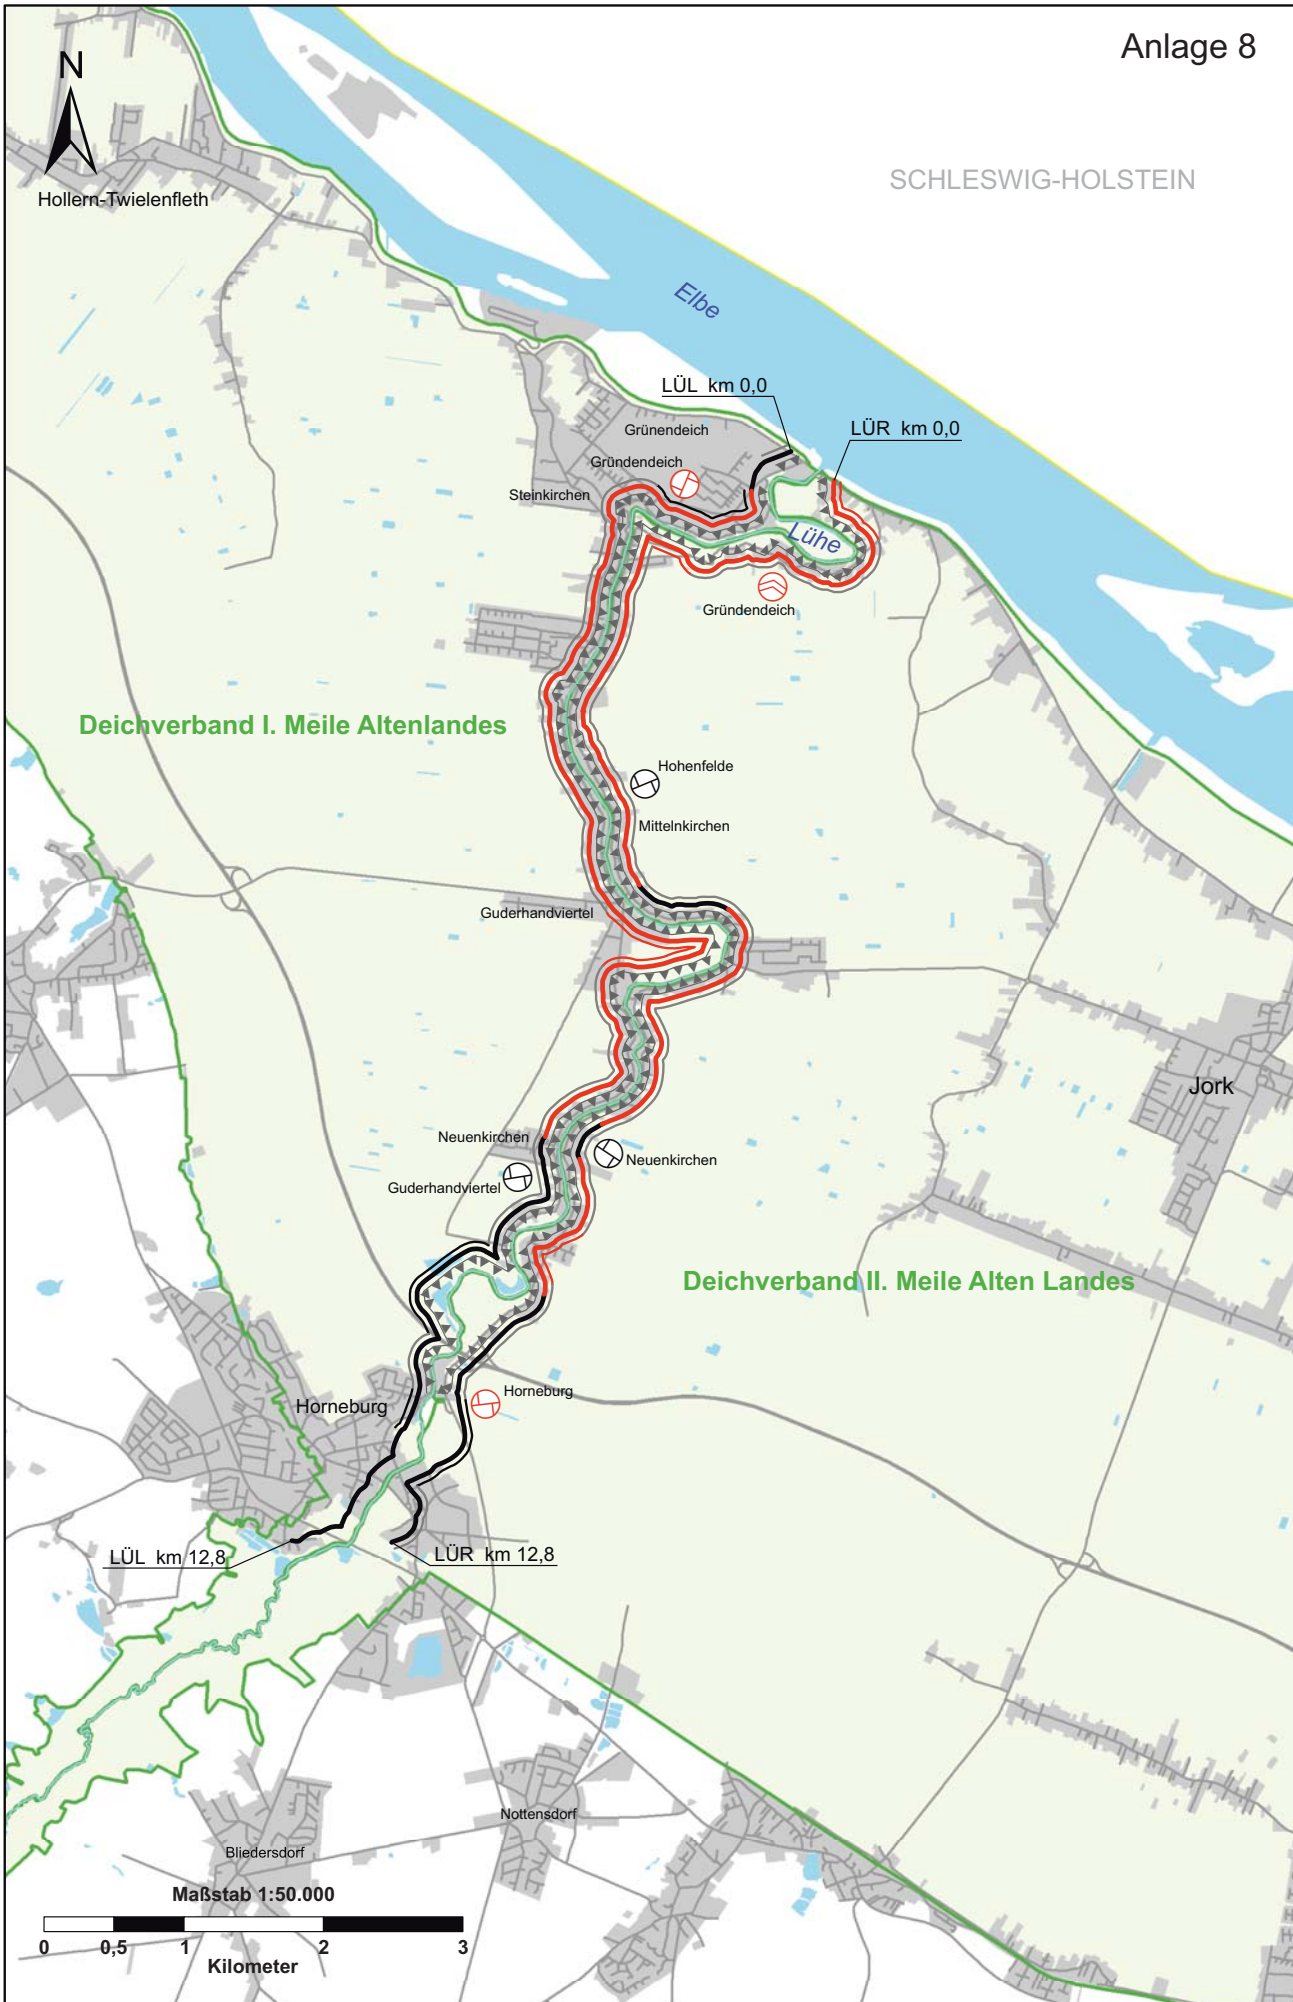 Anlage 8
N
SCHLESWIG-HOLSTEIN
Hollern-Twielenfleth
Elbe
LÜL km 0,0
LÜR km 0,0
Grünendeich
Gründendeich
Steinkirchen
Lühe
Gründendeich
Deichverband I. Meile Altenlandes
Hohenfelde
Mittelnkirchen
Guderhandviertel
Jork
Neuenkirchen
Neuenkirchen
Guderhandviertel
Deichverband II. Meile Alten Landes
Horneburg
Horneburg
LÜL km 12,8
LÜR km 12,8
Nottensdorf
Bliedersdorf
Maßstab 1:50.000
0 0,5 1 2 3
Kilometer